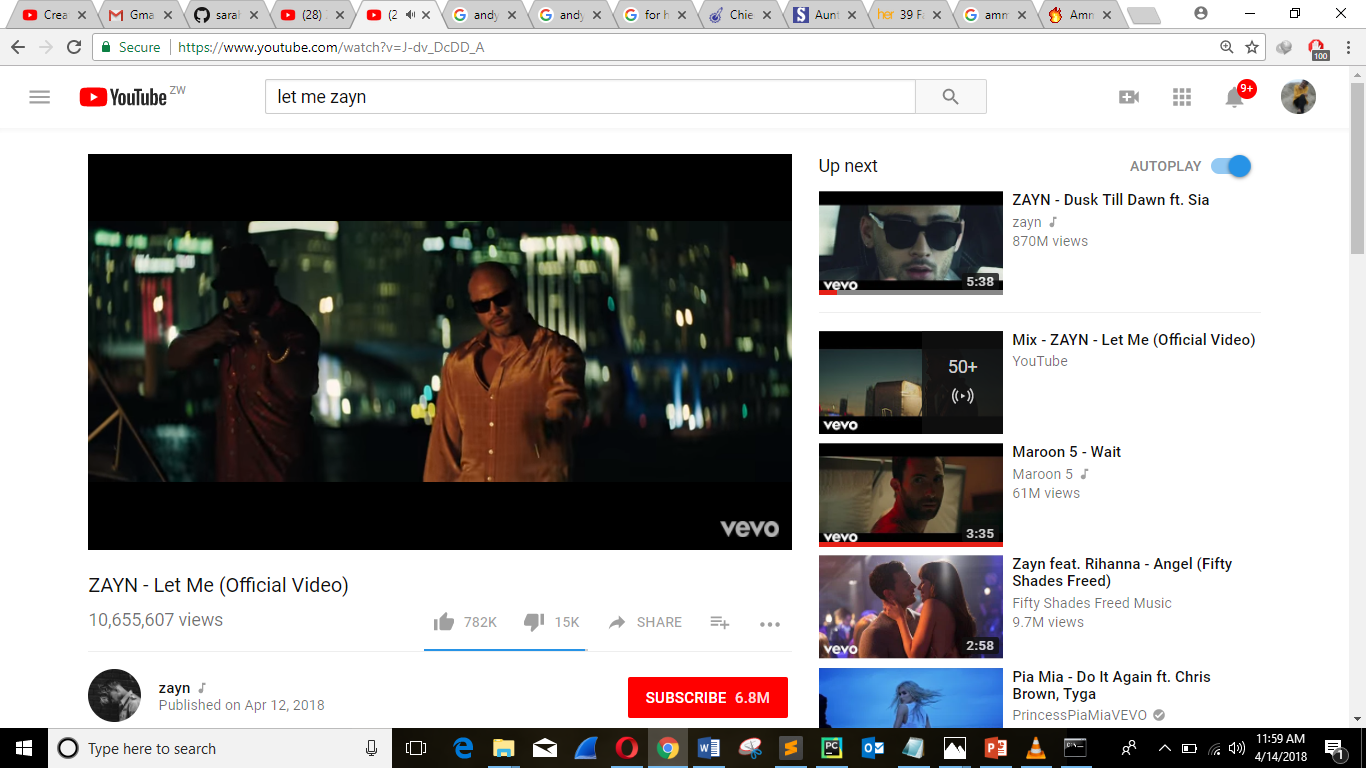 Crea
Gma
sarah
(28)
(2
andy
andy
for h
Chie
Aunt
her 39 Fa
amm
Amn
Secure
https://www.youtube.com/watch?v=J-dv_DcDD_A
100
YouTube ZW
let me zayn
9+
Up next
AUTOPLAY
ZAYN - Dusk Till Dawn ft. Sia
zayn
870M views
vevo
5:38
Mix - ZAYN - Let Me (Official Video)
YouTube
50+
vevo
Maroon 5 - Wait
Maroon 5
61M views
vevo
3:35
Zayn feat. Rihanna - Angel (Fifty
Shades Freed)
Fifty Shades Freed Music
9.7M views
vevo
2:58
Pia Mia - Do It Again ft. Chris
Brown, Tyga
PrincessPiaMiaVEVO
vevo
ZAYN - Let Me (Official Video)
10,655,607 views
782K
15K
SHARE
zayn
Published on Apr 12, 2018
SUBSCRIBE 6.8M
Type here to search
11:59 AM
4/14/2018
1